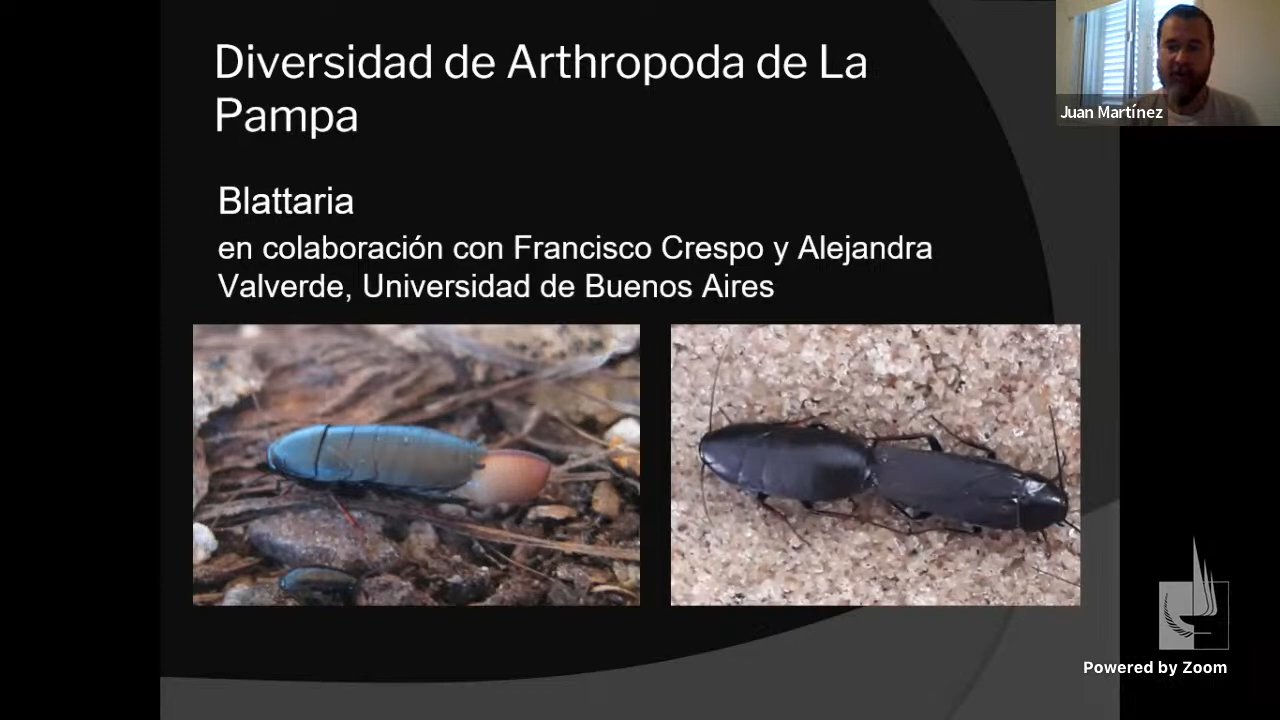 Diversidad de Arthropoda de La
Pampa
Blattaria
en colaboración con Francisco Crespo y Alejandra
Valverde, Universidad de Buenos Aires
Juan Martínez
Powered by Zoom